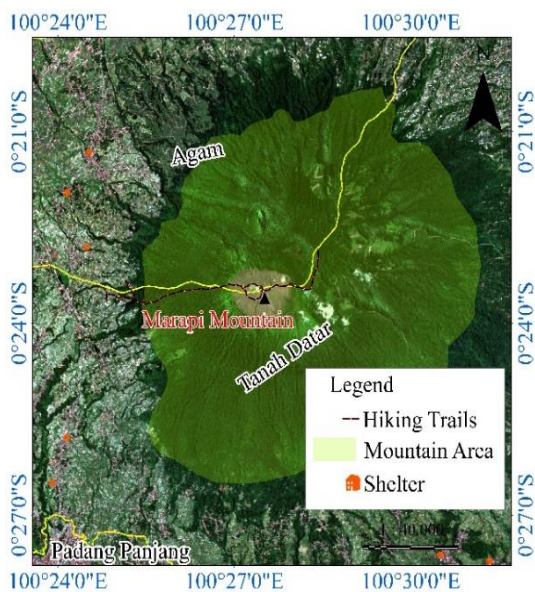 100°24'0"E 100°27'0"E 100°30'0"E
N
0°21'0"S 0°21'0"S
Agam
Marapi Mountain
0°24'0"S 0°24'0"S
Tanah Datar
Legend
Hiking Trails
Mountain Area
Shelter
0°27'0"S 0°27'0"S
40.000
Padang Panjang
100°24'0"E 100°27'0"E 100°30'0"E